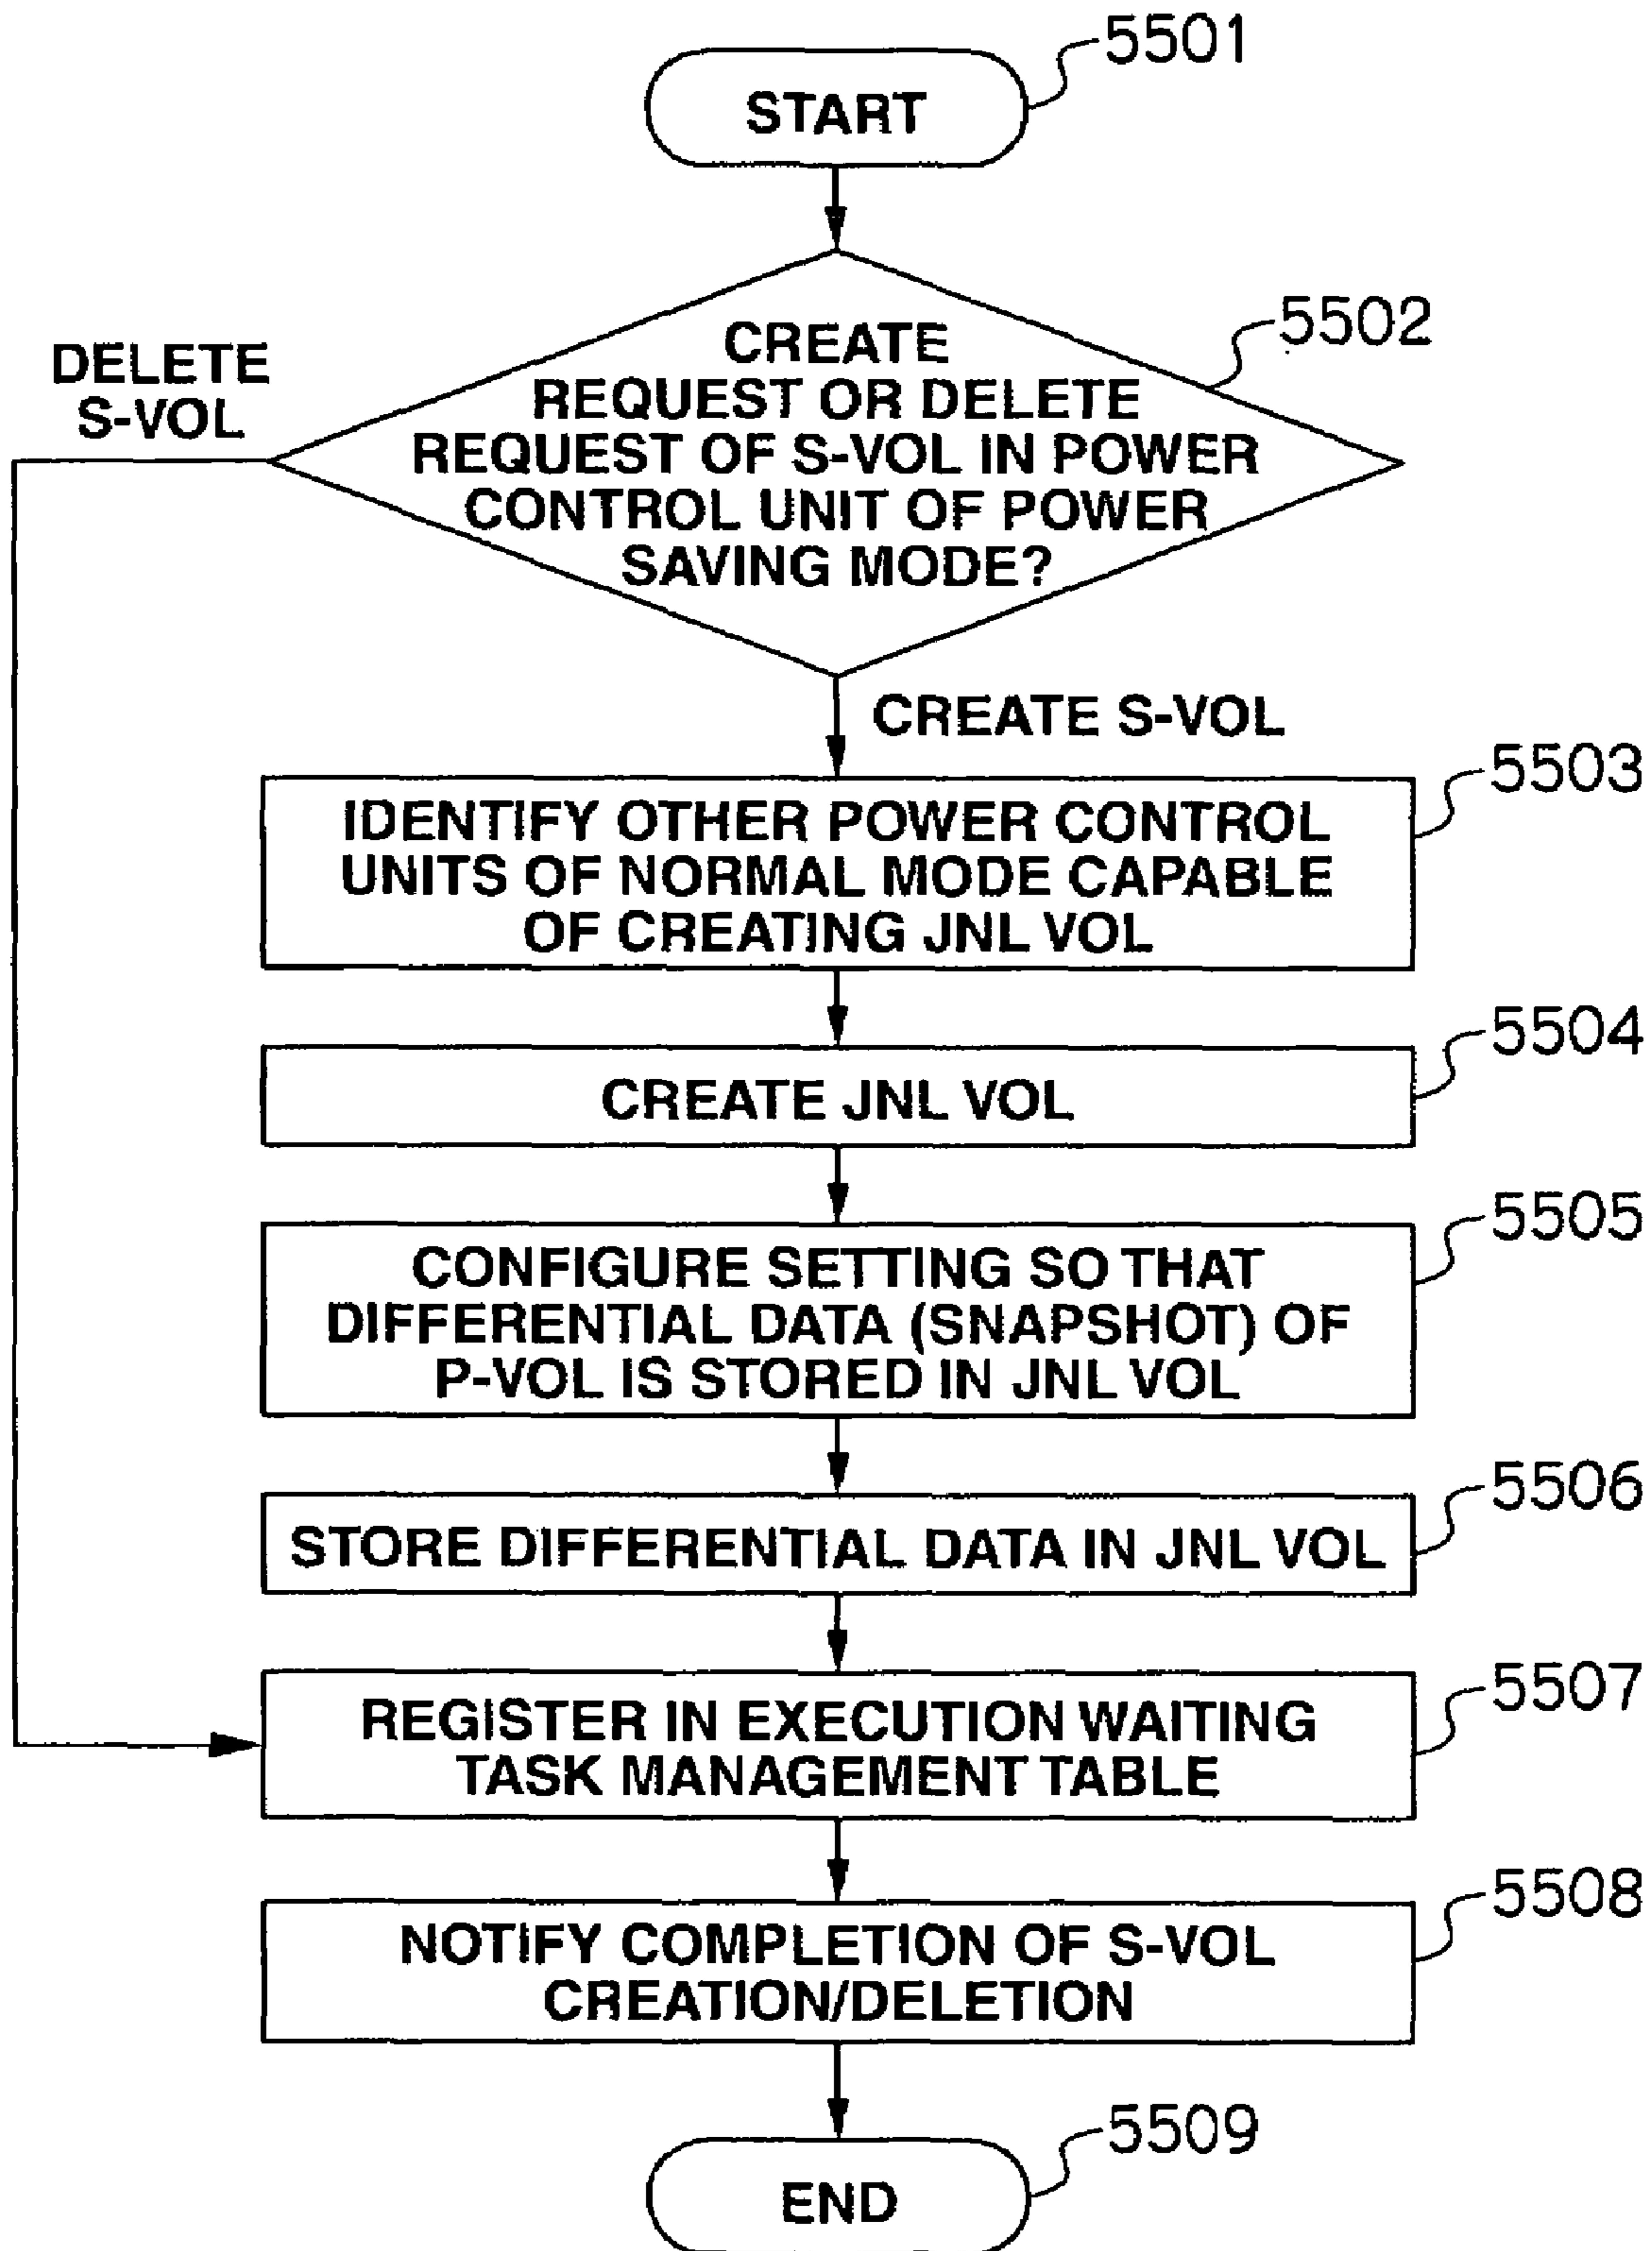 5501
START
5502
CREATE
REQUEST OR DELETE
REQUEST OF S-VOL IN POWER
CONTROL UNIT OF POWER
SAVING MODE?
DELETE
S-VOL
CREATE S-VOL
5503
IDENTIFY OTHER POWER CONTROL
UNITS OF NORMAL MODE CAPABLE
OF CREATING JNL VOL
5504
CREATE JNL VOL
5505
CONFIGURE SETTING SO THAT
DIFFERENTIAL DATA (SNAPSHOT) OF
P-VOL IS STORED IN JNL VOL
5506
STORE DIFFERENTIAL DATA IN JNL VOL
5507
REGISTER IN EXECUTION WAITING
TASK MANAGEMENT TABLE
5508
NOTIFY COMPLETION OF S-VOL
CREATION/DELETION
5509
END